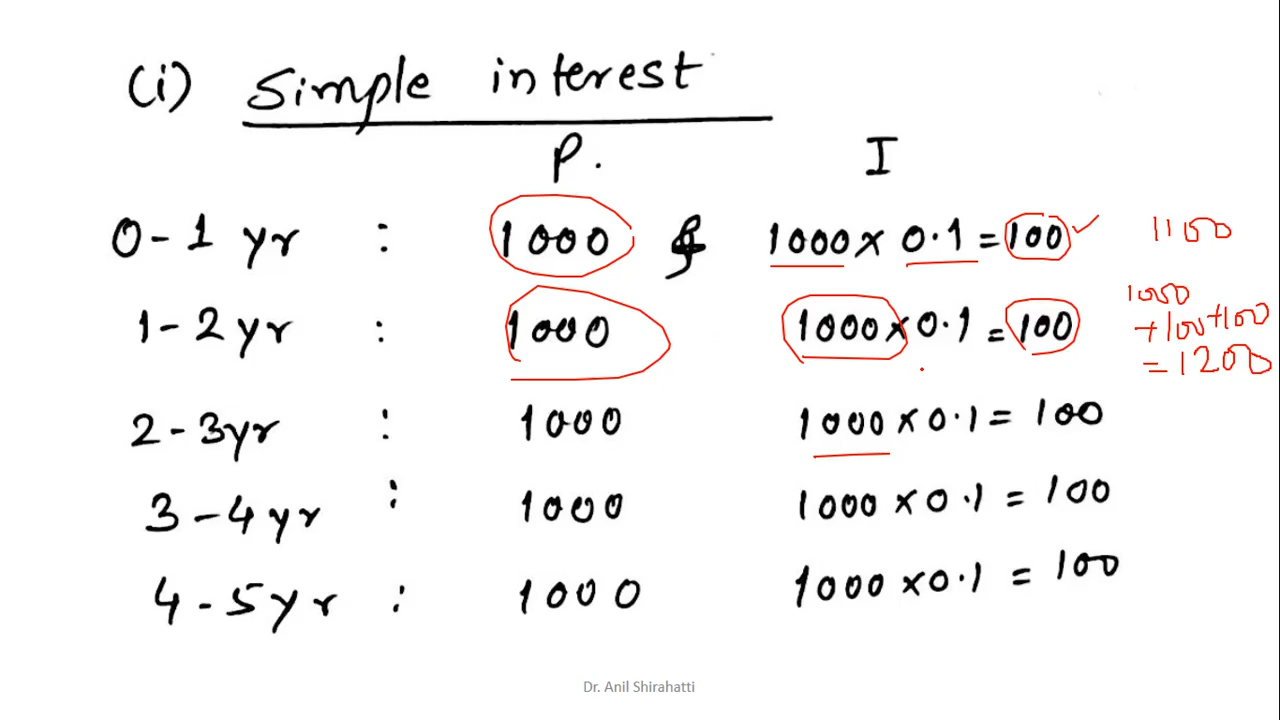 (i) Simple interest
P. I
0-1 yr : 1000 1000 × 0.1 = 100 ✓ 1100
1-2 yr : 1000 1000 × 0.1 = 100 1000
+100+100
= 1200
2-3 yr : 1000 1000 × 0.1 = 100
3-4 yr : 1000 1000 × 0.1 = 100
4-5 yr : 1000 1000 × 0.1 = 100
Dr. Anil Shirahatti